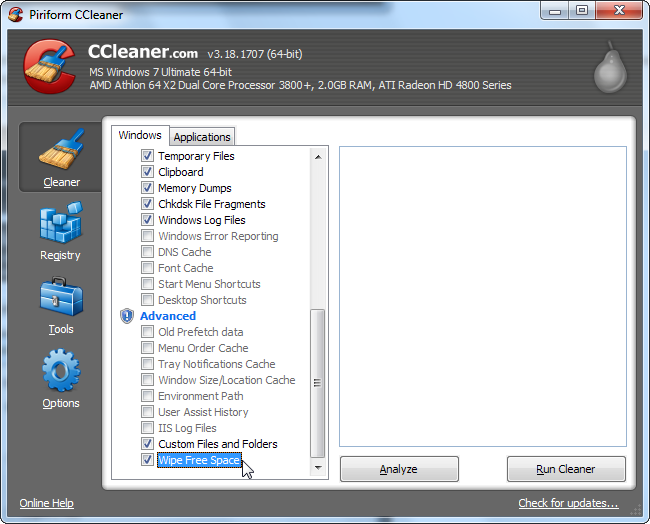 Piriform CCleaner
CCleaner.com v3.18.1707 (64-bit)
MS Windows 7 Ultimate 64-bit
AMD Athlon 64 X2 Dual Core Processor 3800+, 2.0GB RAM, ATI Radeon HD 4800 Series
Cleaner
Registry
Tools
Options
Windows
Applications
Temporary Files
Clipboard
Memory Dumps
Chkdsk File Fragments
Windows Log Files
Windows Error Reporting
DNS Cache
Font Cache
Start Menu Shortcuts
Desktop Shortcuts
Advanced
Old Prefetch data
Menu Order Cache
Tray Notifications Cache
Window Size/Location Cache
Environment Path
User Assist History
IIS Log Files
Custom Files and Folders
Wipe Free Space
Analyze
Run Cleaner
Online Help
Check for updates...